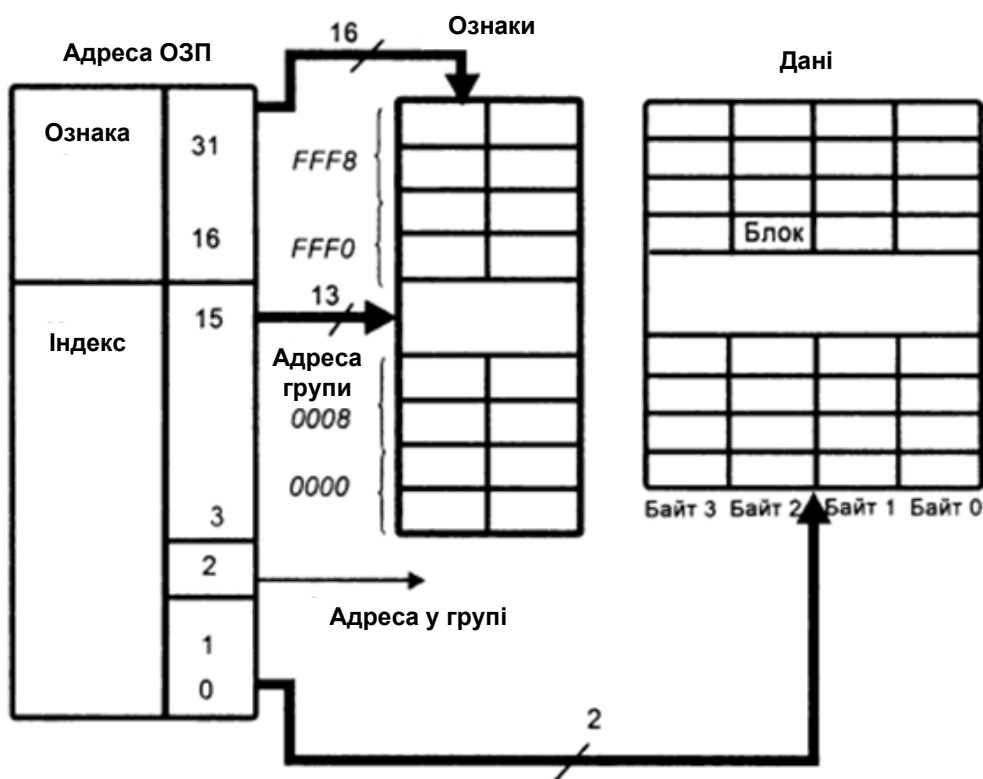 Адреса ОЗП
16
Ознаки
Дані
Ознака
31
16
FFF8
FFF0
Блок
Індекс
15
13
Адреса
групи
0008
0000
3
2
Адреса у групі
Байт 3 Байт 2 Байт 1 Байт 0
1
0
2